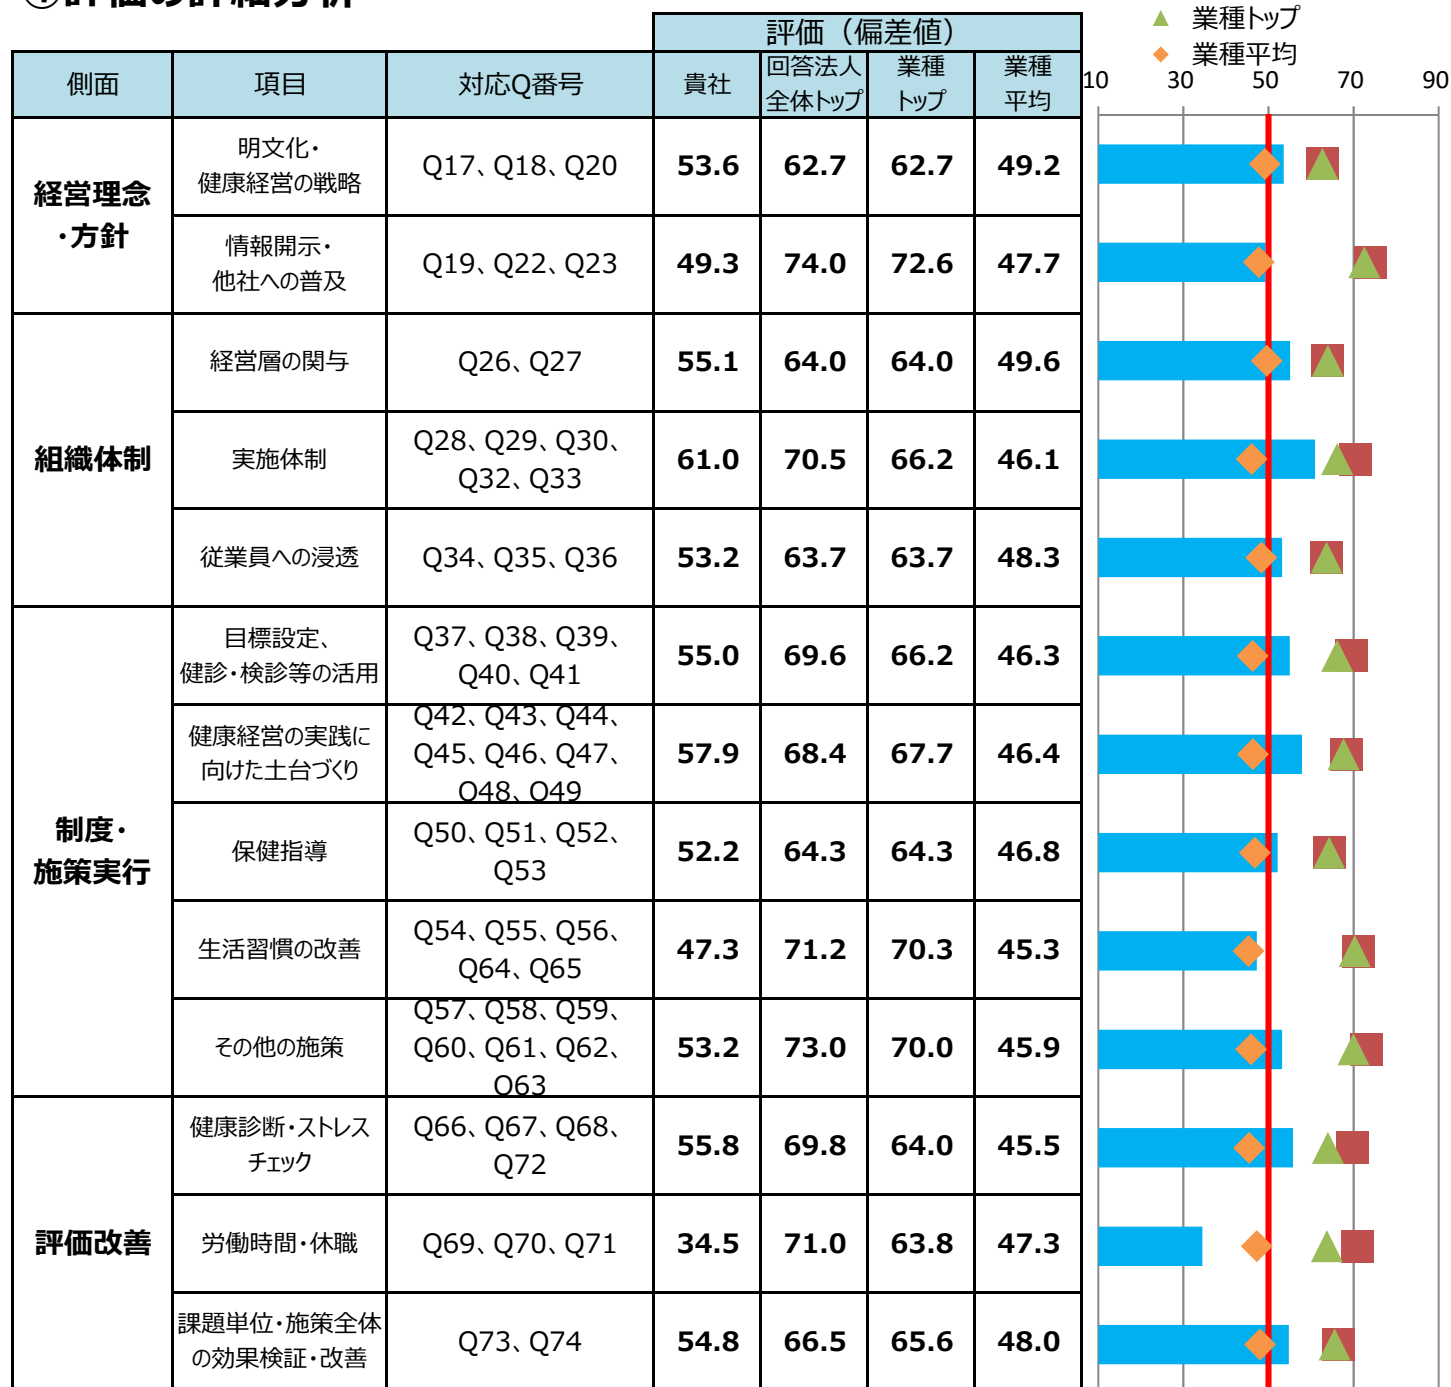 ①評価の詳細分析
業種トップ
業種平均
評価（偏差値）
側面 項目 対応Q番号 貴社 回答法人全体トップ 業種トップ 業種平均
10 30 50 70 90
経営理念・方針
明文化・健康経営の戦略 Q17、Q18、Q20 53.6 62.7 62.7 49.2
情報開示・他社への普及 Q19、Q22、Q23 49.3 74.0 72.6 47.7
組織体制
経営層の関与 Q26、Q27 55.1 64.0 64.0 49.6
実施体制 Q28、Q29、Q30、Q32、Q33 61.0 70.5 66.2 46.1
従業員への浸透 Q34、Q35、Q36 53.2 63.7 63.7 48.3
制度・施策実行
目標設定、健診・検診等の活用 Q37、Q38、Q39、Q40、Q41 55.0 69.6 66.2 46.3
健康経営の実践に向けた土台づくり Q42、Q43、Q44、Q45、Q46、Q47、Q48、Q49 57.9 68.4 67.7 46.4
保健指導 Q50、Q51、Q52、Q53 52.2 64.3 64.3 46.8
生活習慣の改善 Q54、Q55、Q56、Q64、Q65 47.3 71.2 70.3 45.3
その他の施策 Q57、Q58、Q59、Q60、Q61、Q62、Q63 53.2 73.0 70.0 45.9
評価改善
健康診断・ストレスチェック Q66、Q67、Q68、Q72 55.8 69.8 64.0 45.5
労働時間・休職 Q69、Q70、Q71 34.5 71.0 63.8 47.3
課題単位・施策全体の効果検証・改善 Q73、Q74 54.8 66.5 65.6 48.0